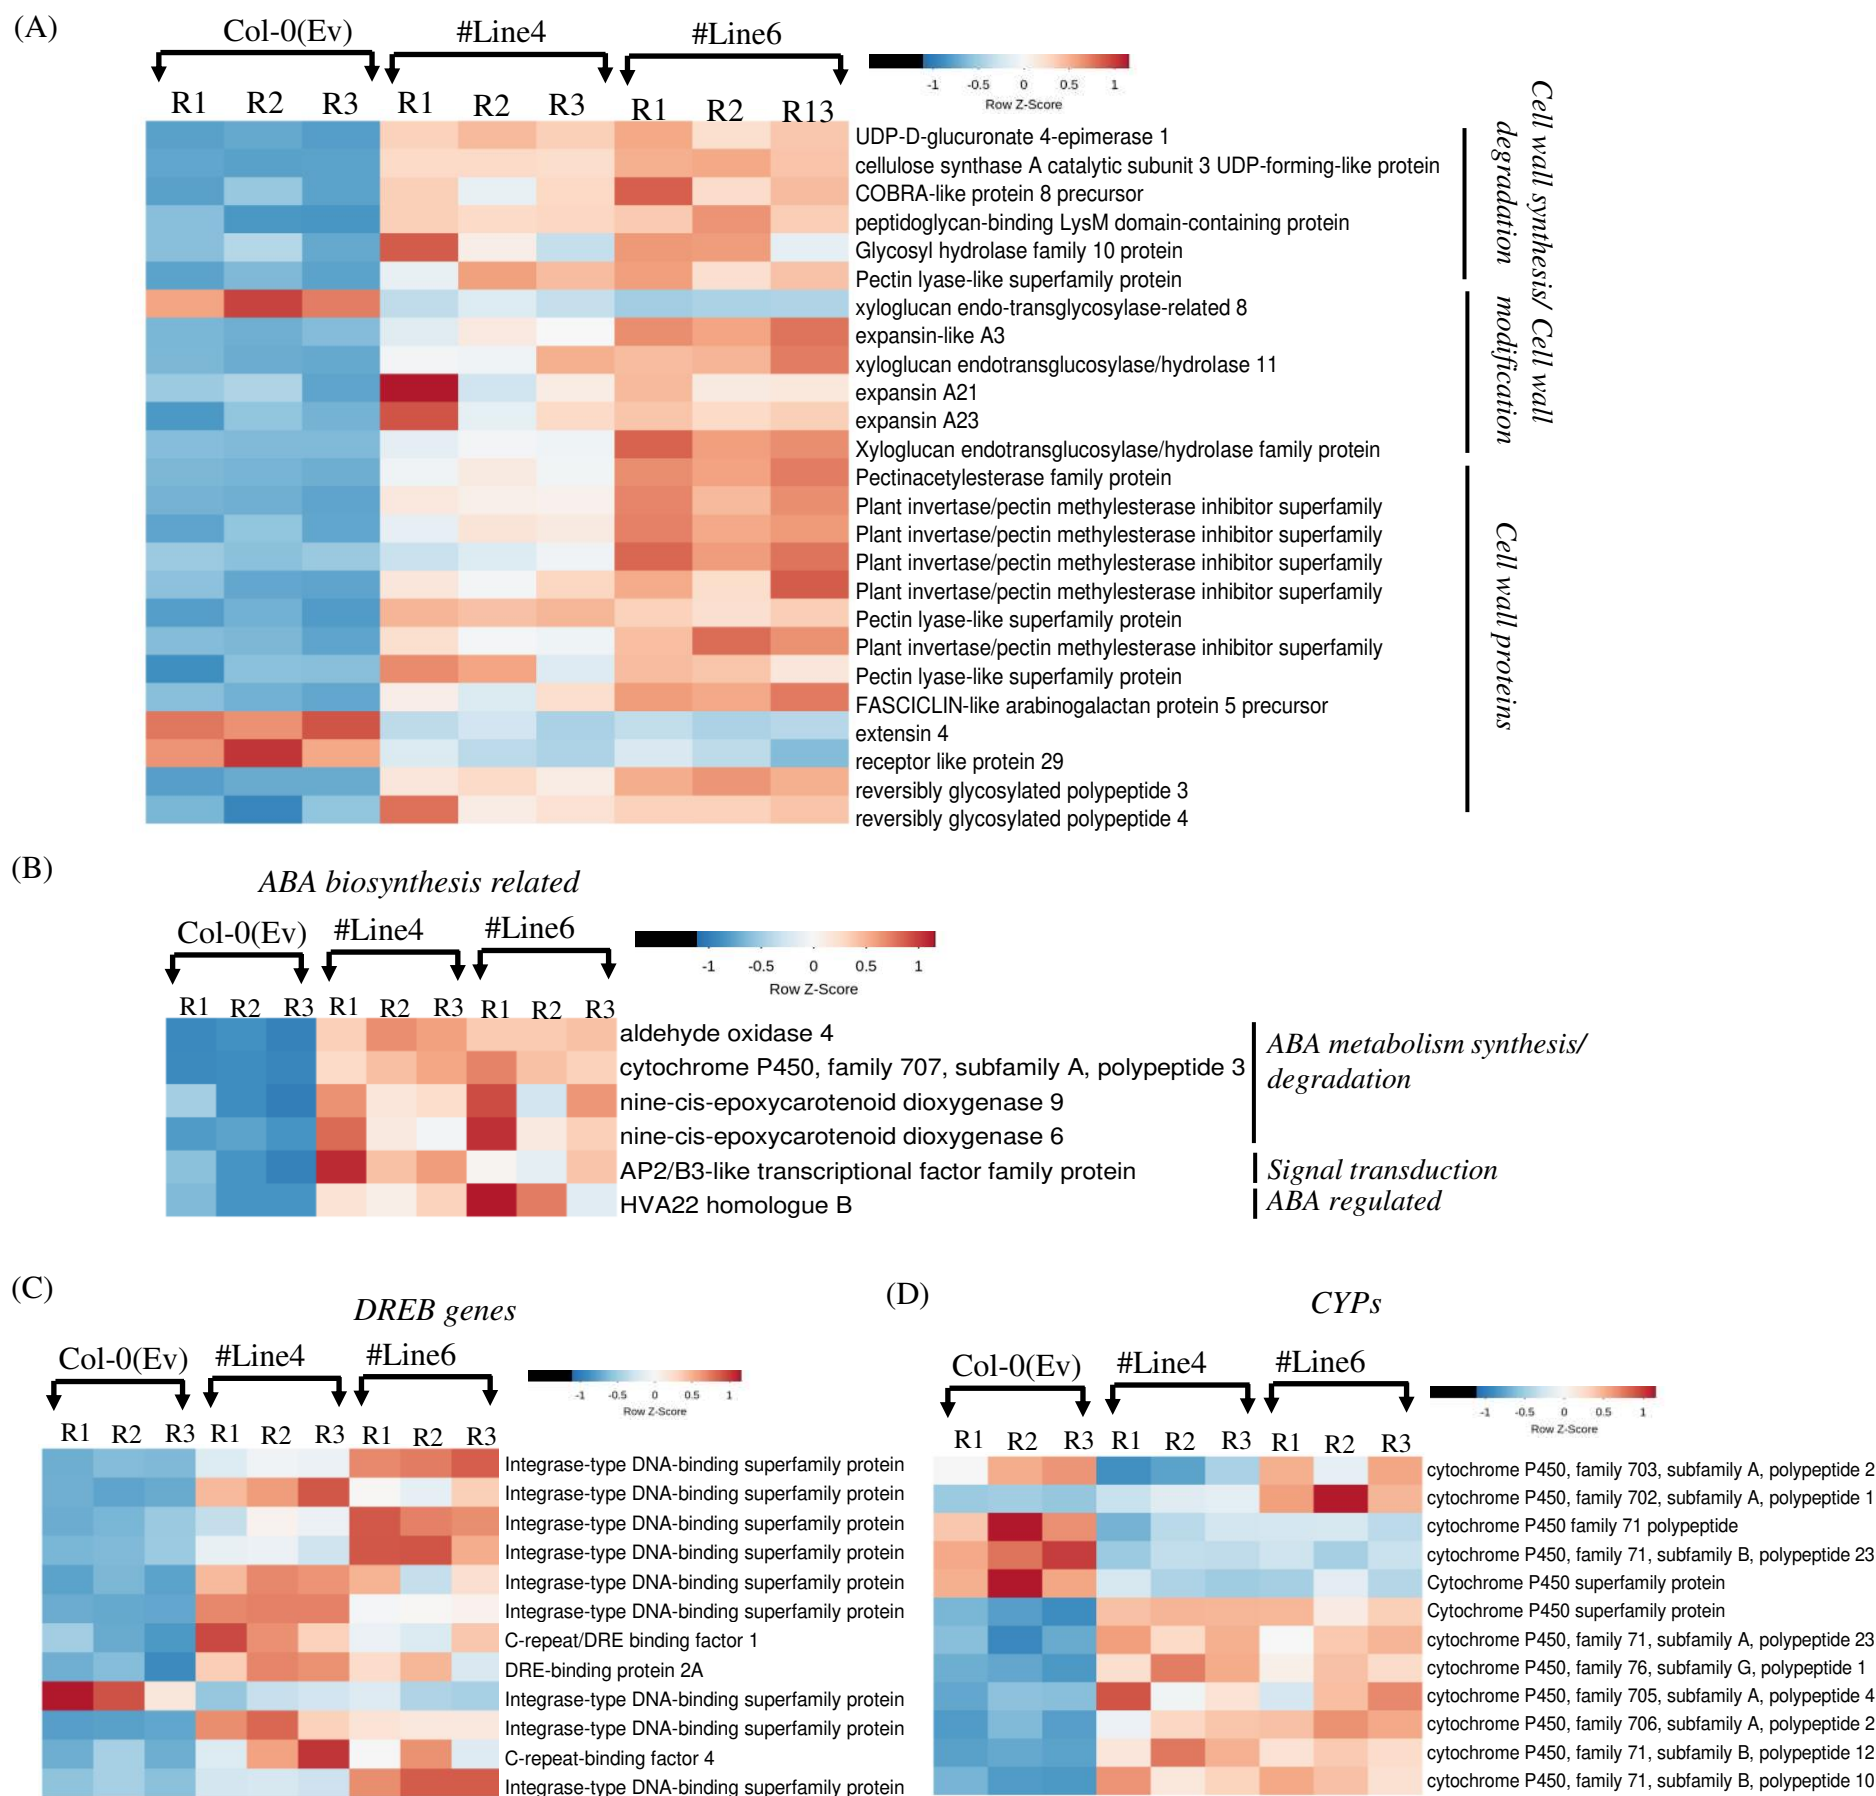 (A)
Col-0(Ev) #Line4 #Line6
R1 R2 R3 R1 R2 R3 R1 R2 R13
-1 -0.5 0 0.5 1
Row Z-Score
UDP-D-glucuronate 4-epimerase 1
cellulose synthase A catalytic subunit 3 UDP-forming-like protein
COBRA-like protein 8 precursor
peptidoglycan-binding LysM domain-containing protein
Glycosyl hydrolase family 10 protein
Pectin lyase-like superfamily protein
xyloglucan endo-transglycosylase-related 8
expansin-like A3
xyloglucan endotransglucosylase/hydrolase 11
expansin A21
expansin A23
Xyloglucan endotransglucosylase/hydrolase family protein
Pectinacetylesterase family protein
Plant invertase/pectin methylesterase inhibitor superfamily
Plant invertase/pectin methylesterase inhibitor superfamily
Plant invertase/pectin methylesterase inhibitor superfamily
Plant invertase/pectin methylesterase inhibitor superfamily
Pectin lyase-like superfamily protein
Plant invertase/pectin methylesterase inhibitor superfamily
Pectin lyase-like superfamily protein
FASCICLIN-like arabinogalactan protein 5 precursor
extensin 4
receptor like protein 29
reversibly glycosylated polypeptide 3
reversibly glycosylated polypeptide 4
Cell wall synthesis/ Cell wall
degradation modification
Cell wall proteins
(B)
ABA biosynthesis related
Col-0(Ev) #Line4 #Line6
R1 R2 R3 R1 R2 R3 R1 R2 R3
-1 -0.5 0 0.5 1
Row Z-Score
aldehyde oxidase 4
cytochrome P450, family 707, subfamily A, polypeptide 3
nine-cis-epoxycarotenoid dioxygenase 9
nine-cis-epoxycarotenoid dioxygenase 6
AP2/B3-like transcriptional factor family protein
HVA22 homologue B
ABA metabolism synthesis/
degradation
Signal transduction
ABA regulated
(C)
DREB genes
Col-0(Ev) #Line4 #Line6
R1 R2 R3 R1 R2 R3 R1 R2 R3
-1 -0.5 0 0.5 1
Row Z-Score
Integrase-type DNA-binding superfamily protein
Integrase-type DNA-binding superfamily protein
Integrase-type DNA-binding superfamily protein
Integrase-type DNA-binding superfamily protein
Integrase-type DNA-binding superfamily protein
Integrase-type DNA-binding superfamily protein
C-repeat/DRE binding factor 1
DRE-binding protein 2A
Integrase-type DNA-binding superfamily protein
Integrase-type DNA-binding superfamily protein
C-repeat-binding factor 4
Integrase-type DNA-binding superfamily protein
(D)
CYPs
Col-0(Ev) #Line4 #Line6
R1 R2 R3 R1 R2 R3 R1 R2 R3
-1 -0.5 0 0.5 1
Row Z-Score
cytochrome P450, family 703, subfamily A, polypeptide 2
cytochrome P450, family 702, subfamily A, polypeptide 1
cytochrome P450 family 71 polypeptide
cytochrome P450, family 71, subfamily B, polypeptide 23
Cytochrome P450 superfamily protein
Cytochrome P450 superfamily protein
cytochrome P450, family 71, subfamily A, polypeptide 23
cytochrome P450, family 76, subfamily G, polypeptide 1
cytochrome P450, family 705, subfamily A, polypeptide 4
cytochrome P450, family 706, subfamily A, polypeptide 2
cytochrome P450, family 71, subfamily B, polypeptide 12
cytochrome P450, family 71, subfamily B, polypeptide 10